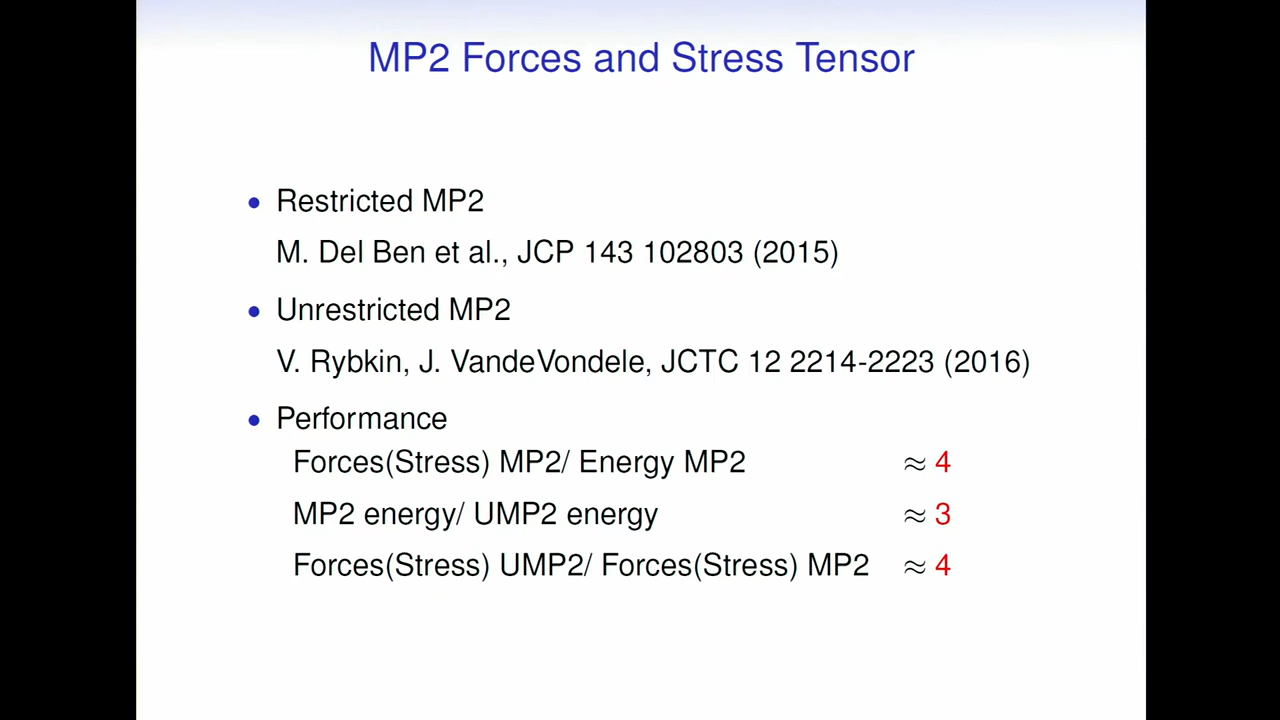 MP2 Forces and Stress Tensor
• Restricted MP2
M. Del Ben et al., JCP 143 102803 (2015)
• Unrestricted MP2
V. Rybkin, J. VandeVondele, JCTC 12 2214-2223 (2016)
• Performance
Forces(Stress) MP2/ Energy MP2 ≈ 4
MP2 energy/ UMP2 energy ≈ 3
Forces(Stress) UMP2/ Forces(Stress) MP2 ≈ 4